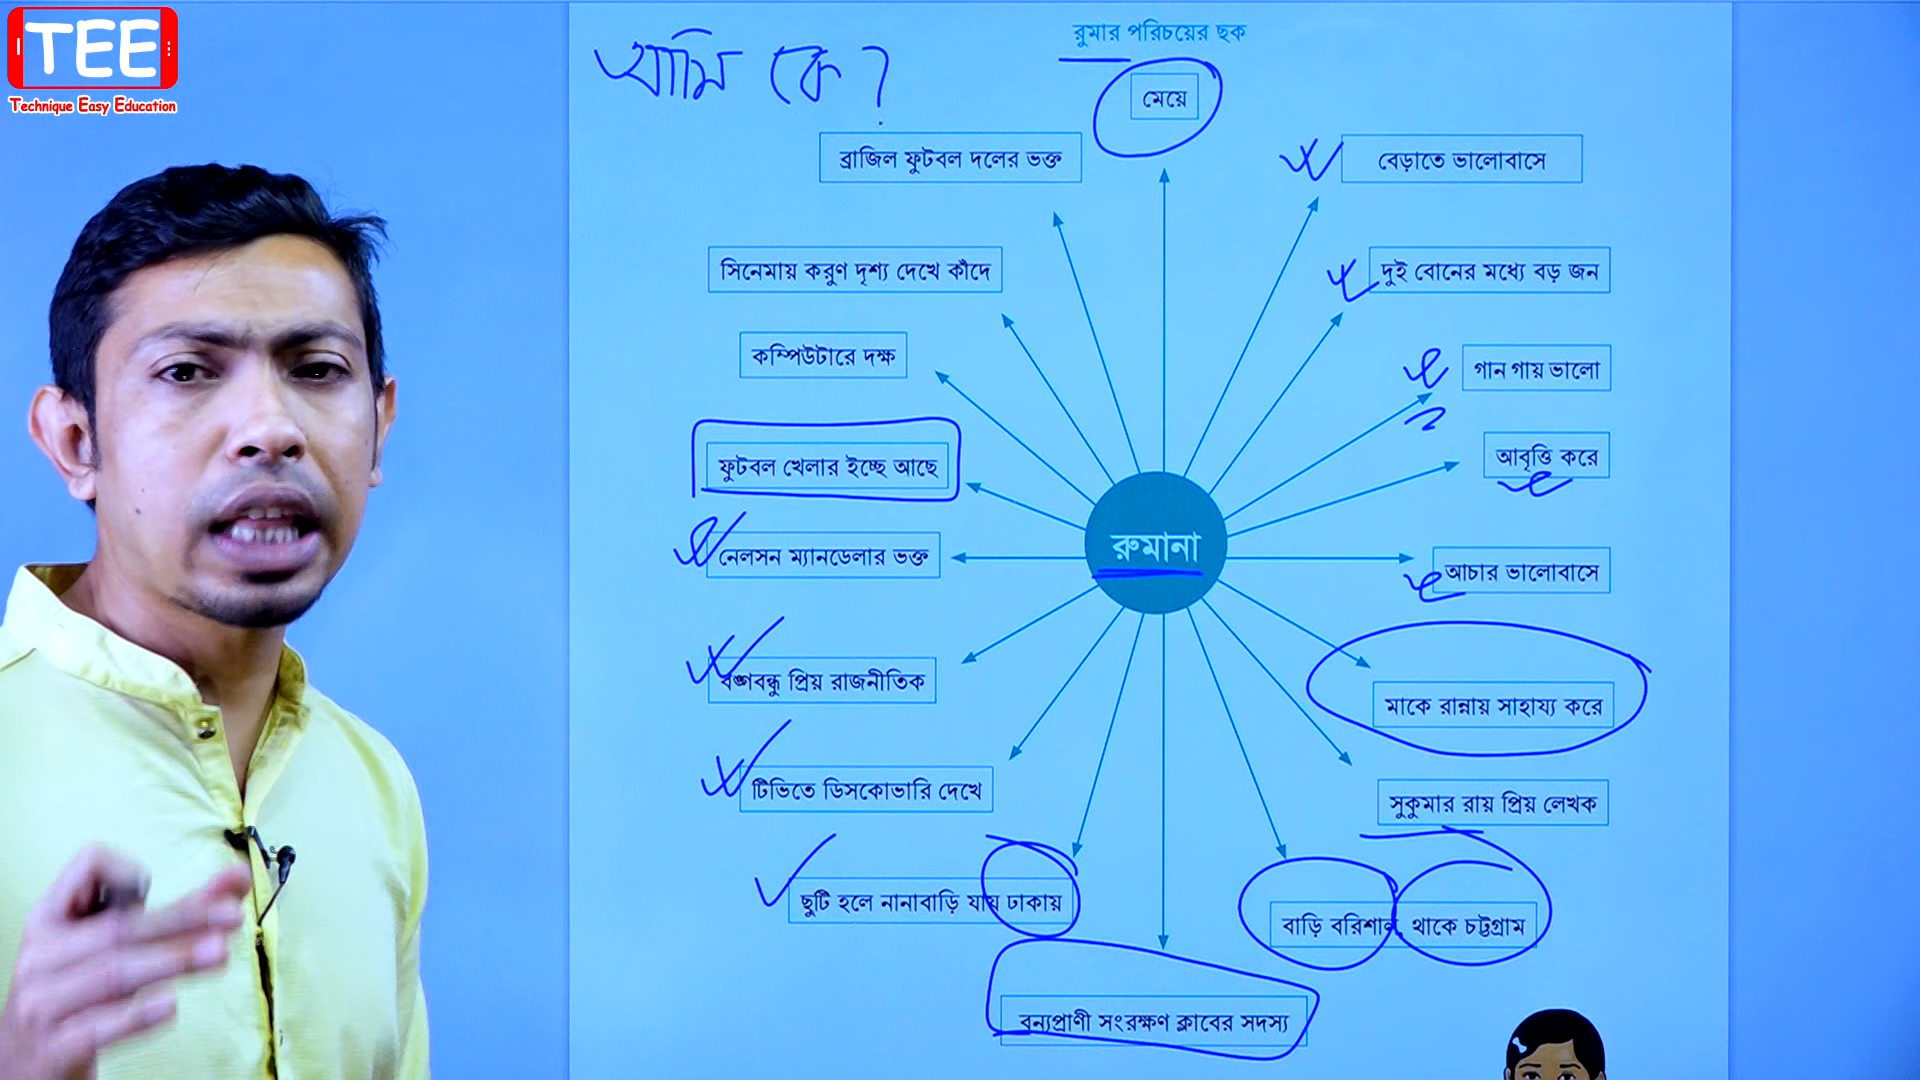 TEE
Technique Easy Education
আমি কে ?
রুমার পরিচয়ের ছক
মেয়ে
ব্রাজিল ফুটবল দলের ভক্ত
বেড়াতে ভালোবাসে
সিনেমায় করুণ দৃশ্য দেখে কাঁদে
দুই বোনের মধ্যে বড় জন
কম্পিউটারে দক্ষ
গান গায় ভালো
ফুটবল খেলার ইচ্ছে আছে
আবৃত্তি করে
রুমানা
নেলসন ম্যানডেলার ভক্ত
আচার ভালোবাসে
বঙ্গবন্ধু প্রিয় রাজনীতিক
মাকে রান্নায় সাহায্য করে
টিভিতে ডিসকোভারি দেখে
সুকুমার রায় প্রিয় লেখক
ছুটি হলে নানাবাড়ি যায় ঢাকায়
বাড়ি বরিশাল, থাকে চট্টগ্রাম
বন্যপ্রাণী সংরক্ষণ ক্লাবের সদস্য